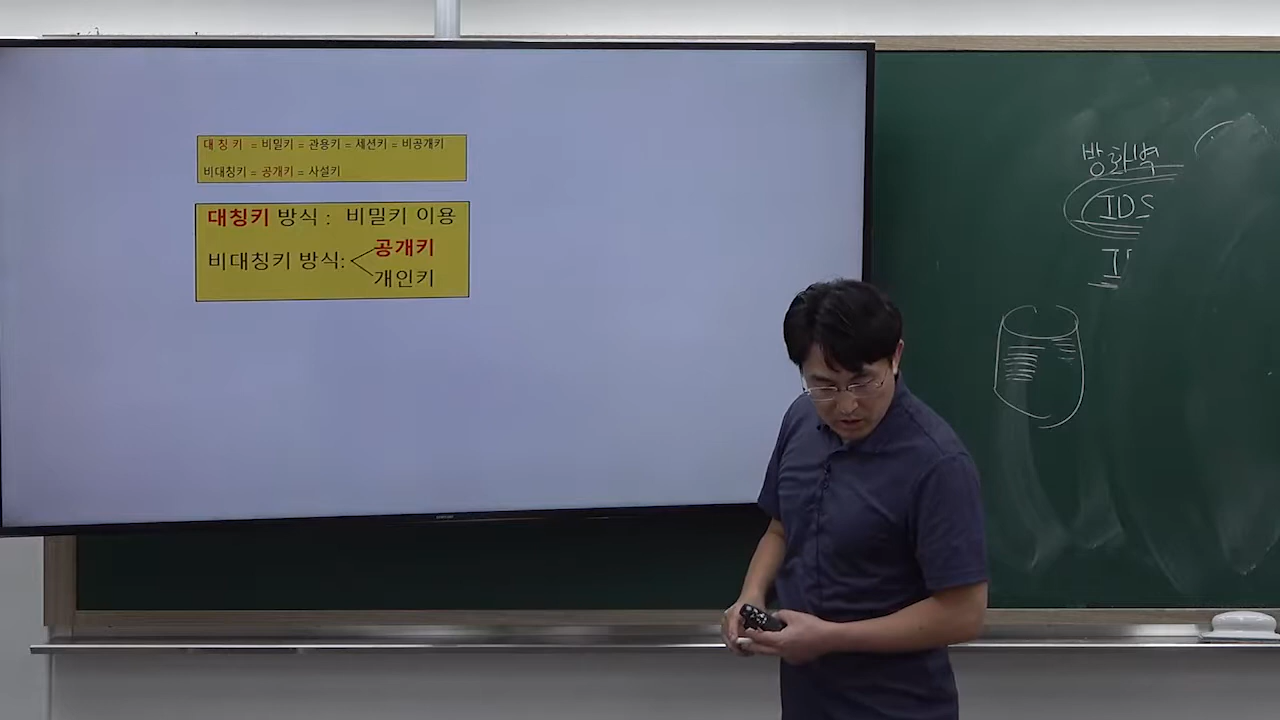 대 칭 키 = 비밀키 = 관용키 = 세션키 = 비공개키
비대칭키 = 공개키 = 사설키
대칭키 방식 : 비밀키 이용
비대칭키 방식:
공개키
개인키
방화벽
IDS